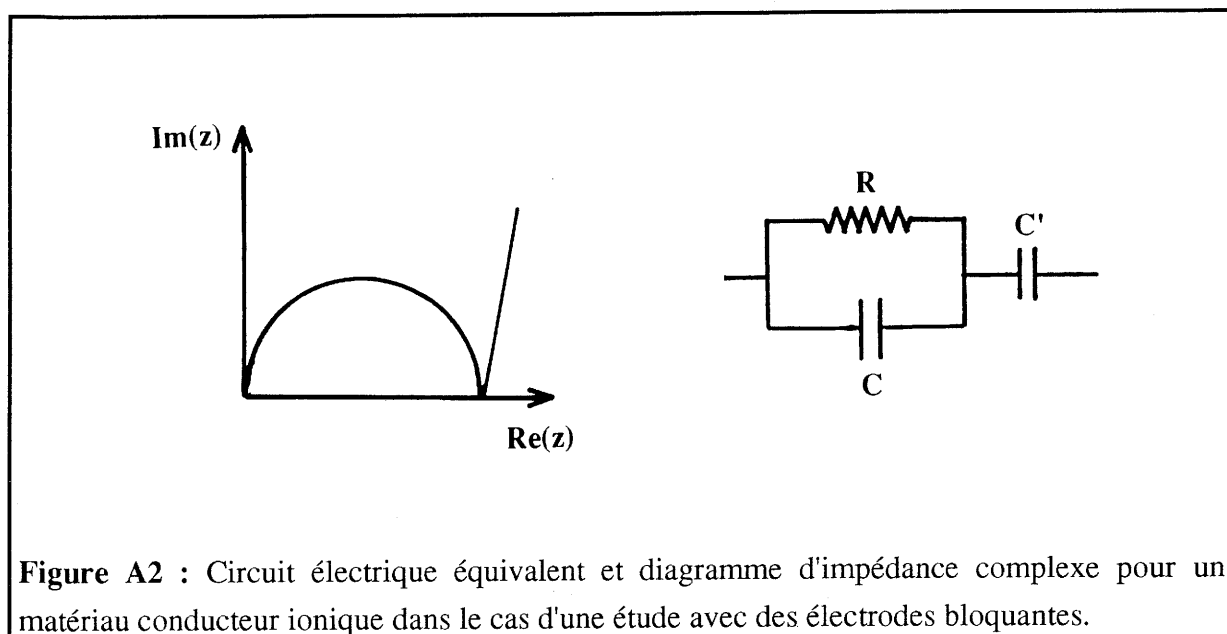 Im(z)
Re(z)
R
C'
C
Figure A2 : Circuit électrique équivalent et diagramme d'impédance complexe pour un
matériau conducteur ionique dans le cas d'une étude avec des électrodes bloquantes.